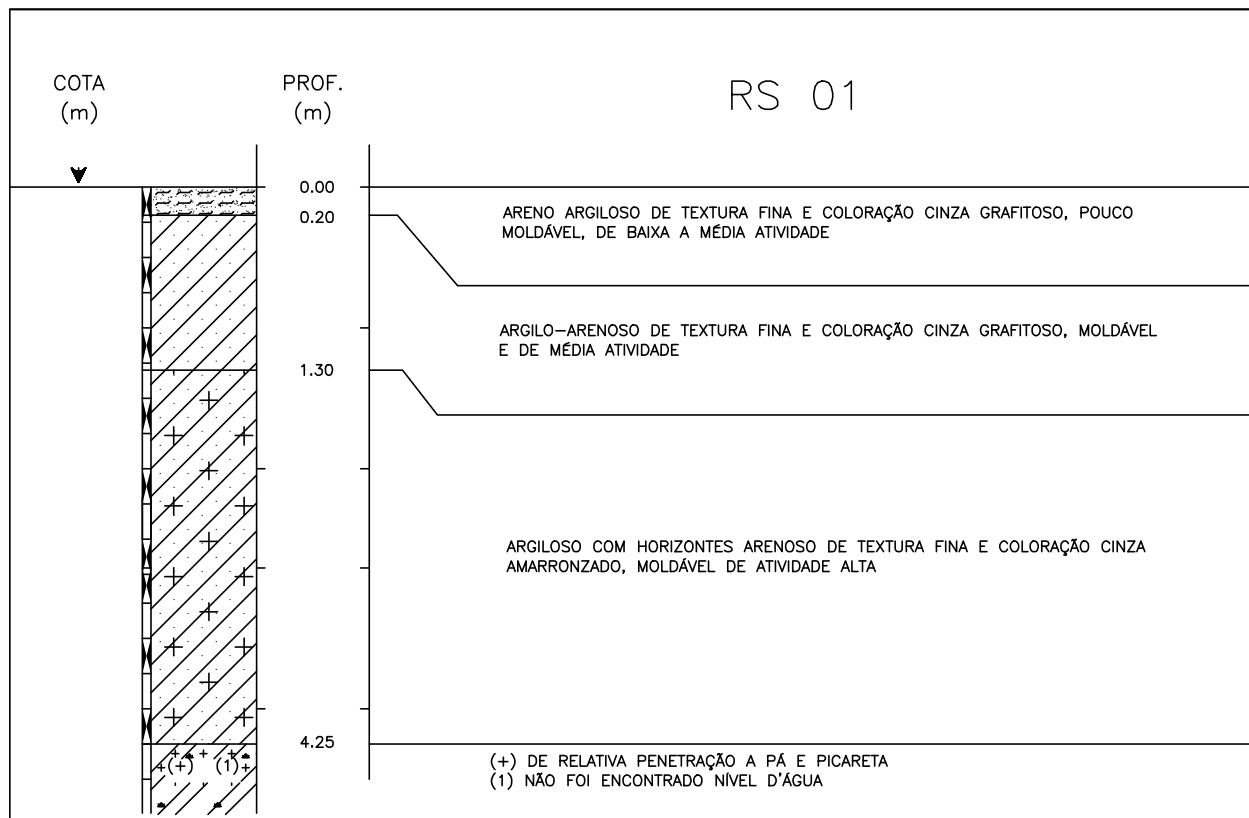 COTA
(m)
PROF.
(m)
RS 01
0.00
0.20
ARENO ARGILOSO DE TEXTURA FINA E COLORAÇÃO CINZA GRAFITOSO, POUCO
MOLDÁVEL, DE BAIXA A MÉDIA ATIVIDADE
ARGILO-ARENOSO DE TEXTURA FINA E COLORAÇÃO CINZA GRAFITOSO, MOLDÁVEL
E DE MÉDIA ATIVIDADE
1.30
ARGILOSO COM HORIZONTES ARENOSO DE TEXTURA FINA E COLORAÇÃO CINZA
AMARRONZADO, MOLDÁVEL DE ATIVIDADE ALTA
4.25
(+) (1)
(+) DE RELATIVA PENETRAÇÃO A PÁ E PICARETA
(1) NÃO FOI ENCONTRADO NÍVEL D'ÁGUA